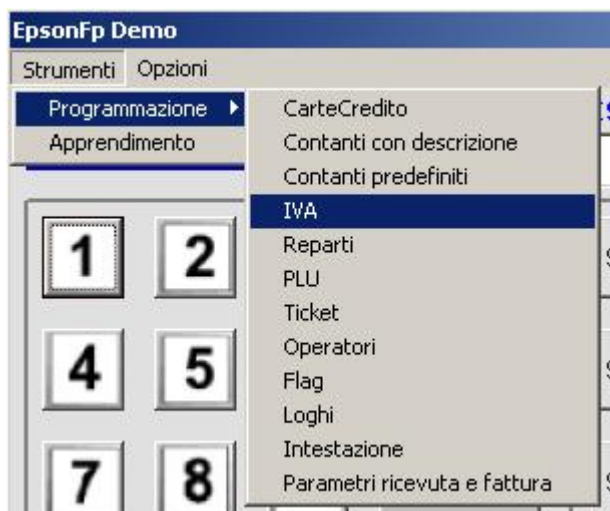 EpsonFp Demo
Strumenti Opzioni
Programmazione
Apprendimento
CarteCredito
Contanti con descrizione
Contanti predefiniti
IVA
Reparti
PLU
Ticket
Operatori
Flag
Loghi
Intestazione
Parametri ricevuta e fattura
1 2
4 5
7 8